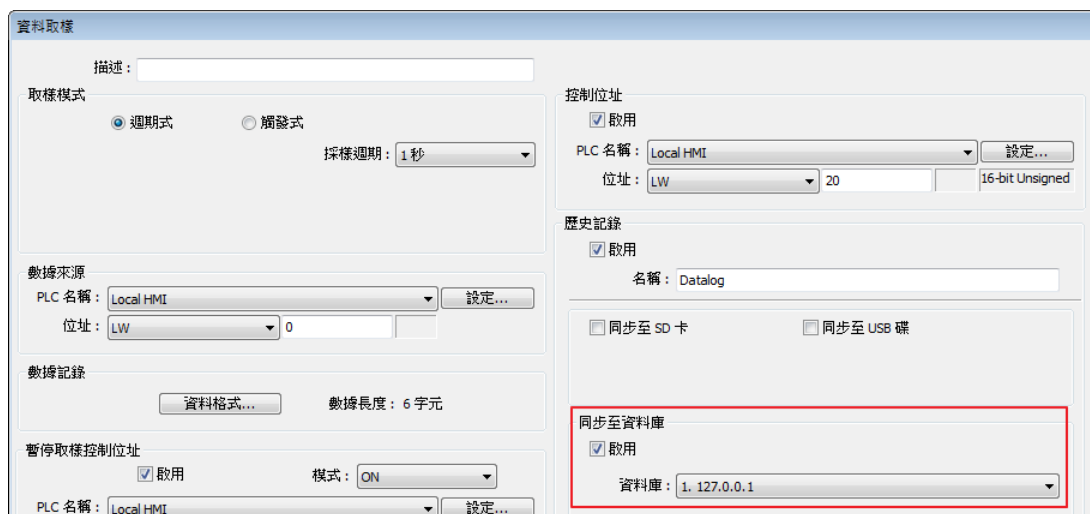 資料取樣
描述：
取樣模式
週期式 觸發式
採樣週期： 1 秒
數據來源
PLC 名稱： Local HMI 設定...
位址： LW 0
數據記錄
資料格式... 數據長度： 6 字元
暫停取樣控制位址
啟用 模式： ON
PLC 名稱： Local HMI 設定...
控制位址
啟用
PLC 名稱： Local HMI 設定...
位址： LW 20 16-bit Unsigned
歷史記錄
啟用
名稱： Datalog
同步至 SD 卡 同步至 USB 碟
同步至資料庫
啟用
資料庫： 1. 127.0.0.1